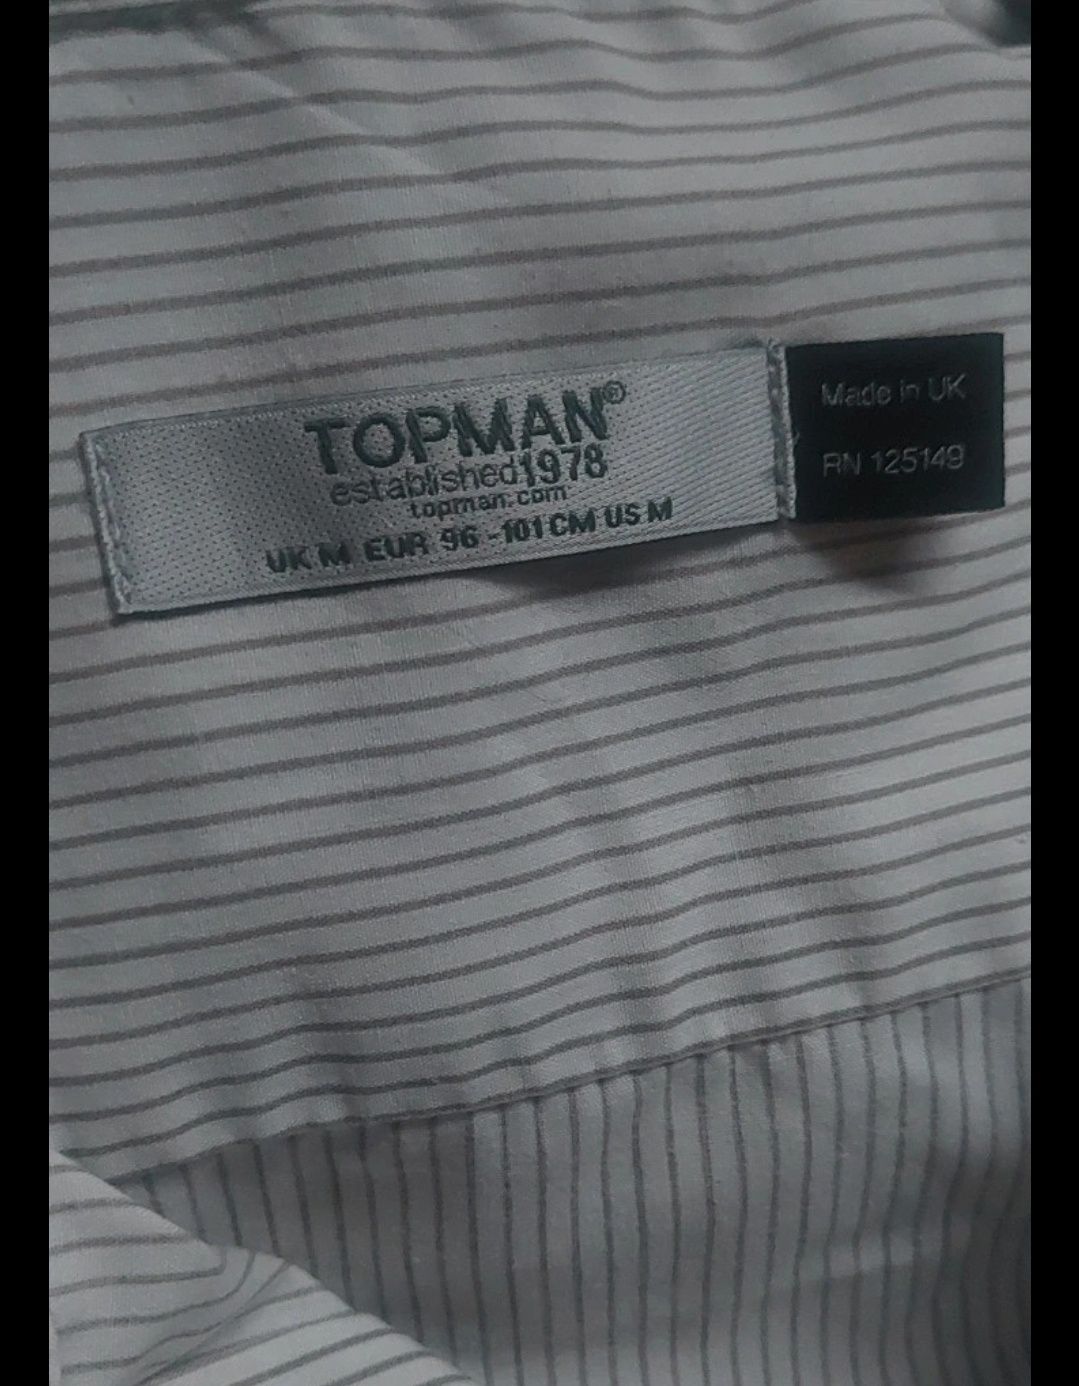 TOPMAN®
established1978
topman.com
UK M EUR 96-101CM US M
Made in UK
RN 125149